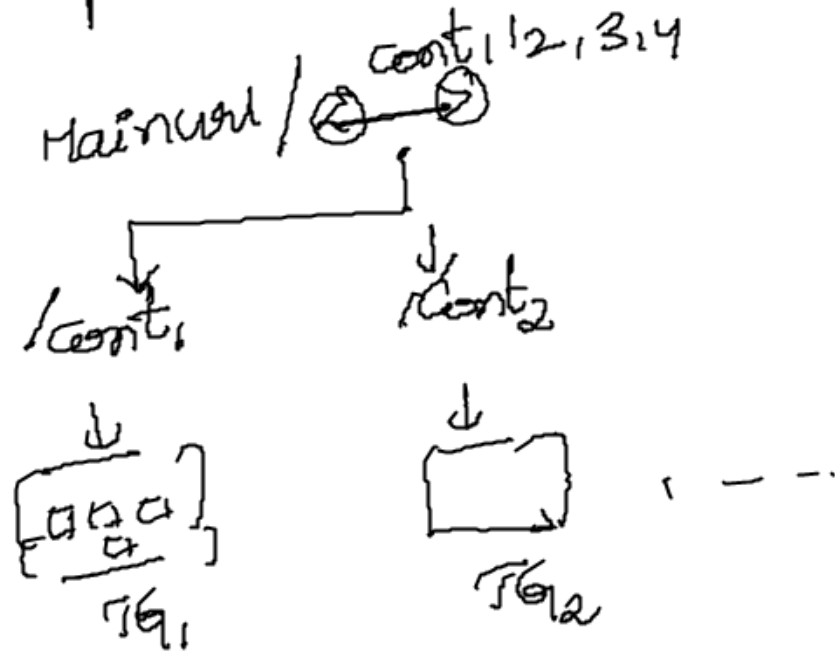 cont1,2,3,4
Mainurl /
/cont1
/cont2
TG1
TG2